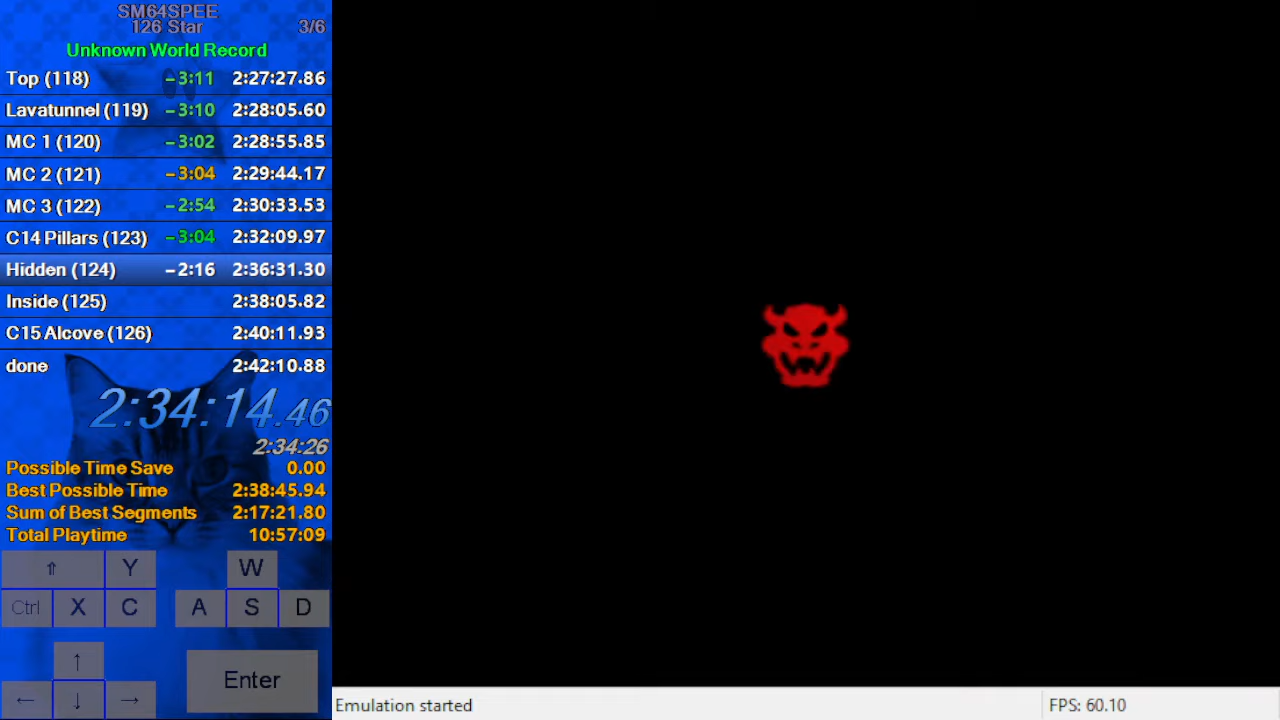 SM64SPEE
126 Star 3/6
Unknown World Record
Top (118) −3:11 2:27:27.86
Lavatunnel (119) −3:10 2:28:05.60
MC 1 (120) −3:02 2:28:55.85
MC 2 (121) −3:04 2:29:44.17
MC 3 (122) −2:54 2:30:33.53
C14 Pillars (123) −3:04 2:32:09.97
Hidden (124) −2:16 2:36:31.30
Inside (125) 2:38:05.82
C15 Alcove (126) 2:40:11.93
done 2:42:10.88
2:34:14.46
2:34:26
Possible Time Save 0.00
Best Possible Time 2:38:45.94
Sum of Best Segments 2:17:21.80
Total Playtime 10:57:09
⇑ Y W
Ctrl X C A S D
↑
← ↓ → Enter
Emulation started FPS: 60.10